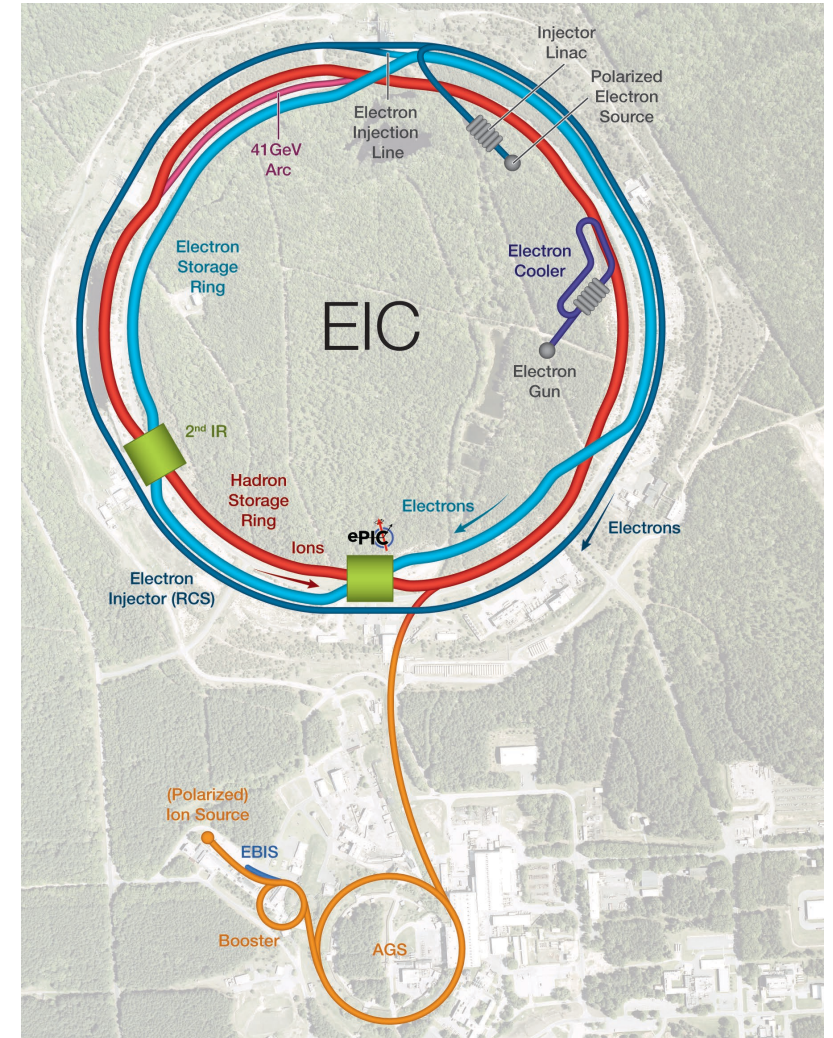 Injector
Linac
Polarized
Electron
Source
Electron
Injection
Line
41GeV
Arc
Electron
Storage
Ring
Electron
Cooler
EIC
Electron
Gun
2nd IR
Hadron
Storage
Ring
Electrons
Electrons
ePIC
Ions
Electron
Injector (RCS)
(Polarized)
Ion Source
EBIS
Booster
AGS